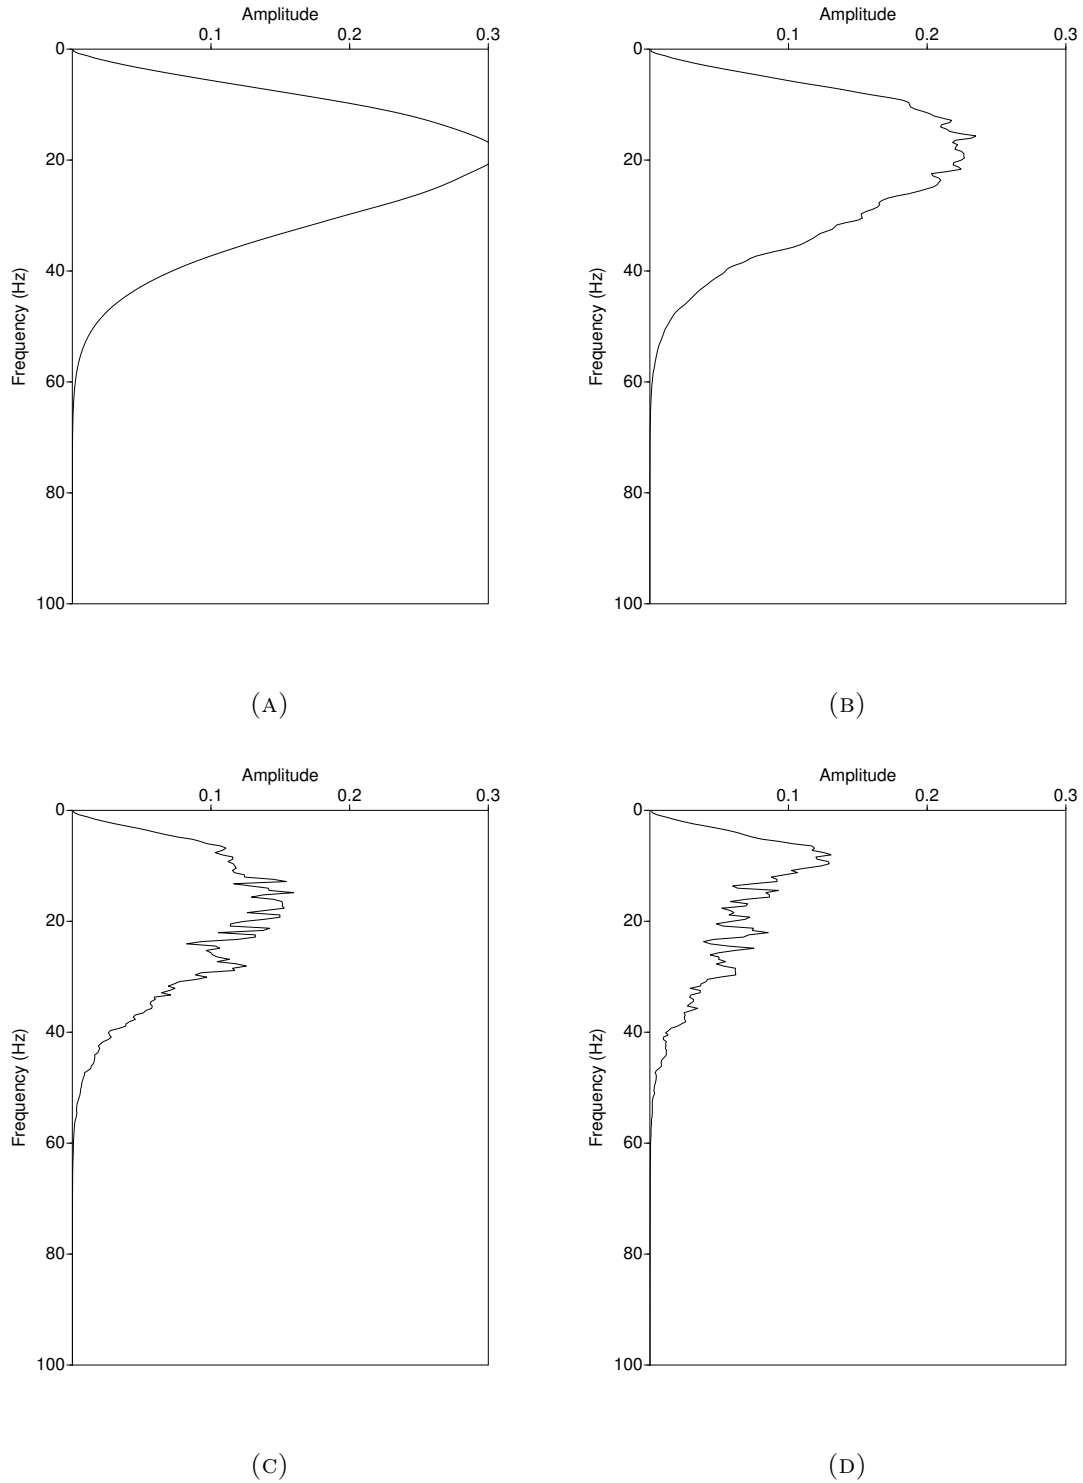 Amplitude Amplitude
0.1 0.2 0.3 0.1 0.2 0.3
0 0
20 20
40 40
60 60
80 80
100 100
Frequency (Hz) Frequency (Hz)
(A) (B)
Amplitude Amplitude
0.1 0.2 0.3 0.1 0.2 0.3
0 0
20 20
40 40
60 60
80 80
100 100
Frequency (Hz) Frequency (Hz)
(C) (D)